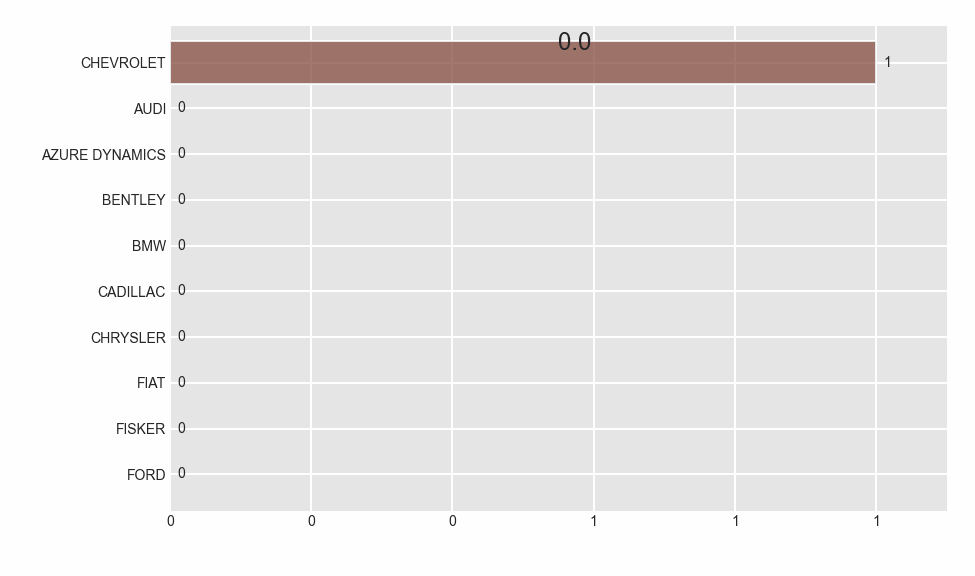 0.0
CHEVROLET 1
AUDI 0
AZURE DYNAMICS 0
BENTLEY 0
BMW 0
CADILLAC 0
CHRYSLER 0
FIAT 0
FISKER 0
FORD 0
0 0 0 1 1 1